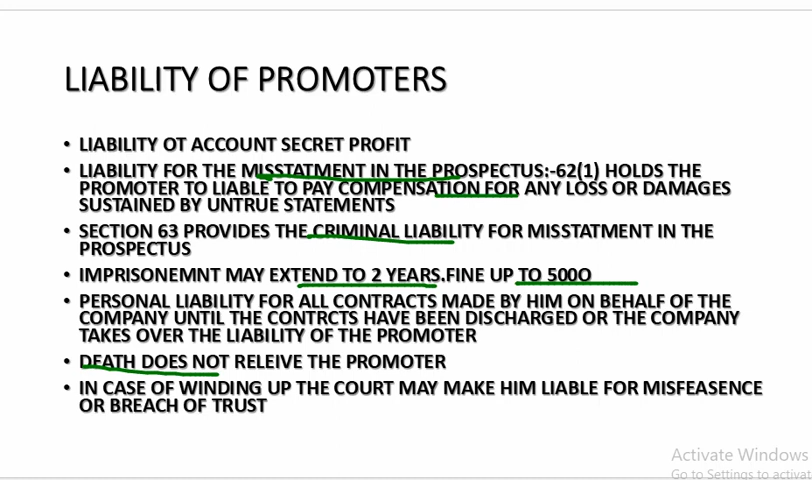 LIABILITY OF PROMOTERS
• LIABILITY OT ACCOUNT SECRET PROFIT
• LIABILITY FOR THE MISSTATMENT IN THE PROSPECTUS:-62(1) HOLDS THE
PROMOTER TO LIABLE TO PAY COMPENSATION FOR ANY LOSS OR DAMAGES
SUSTAINED BY UNTRUE STATEMENTS
• SECTION 63 PROVIDES THE CRIMINAL LIABILITY FOR MISSTATMENT IN THE
PROSPECTUS
• IMPRISONEMNT MAY EXTEND TO 2 YEARS.FINE UP TO 500O
• PERSONAL LIABILITY FOR ALL CONTRACTS MADE BY HIM ON BEHALF OF THE
COMPANY UNTIL THE CONTRCTS HAVE BEEN DISCHARGED OR THE COMPANY
TAKES OVER THE LIABILITY OF THE PROMOTER
• DEATH DOES NOT RELEIVE THE PROMOTER
• IN CASE OF WINDING UP THE COURT MAY MAKE HIM LIABLE FOR MISFEASENCE
OR BREACH OF TRUST
Activate Windows
Go to Settings to activat